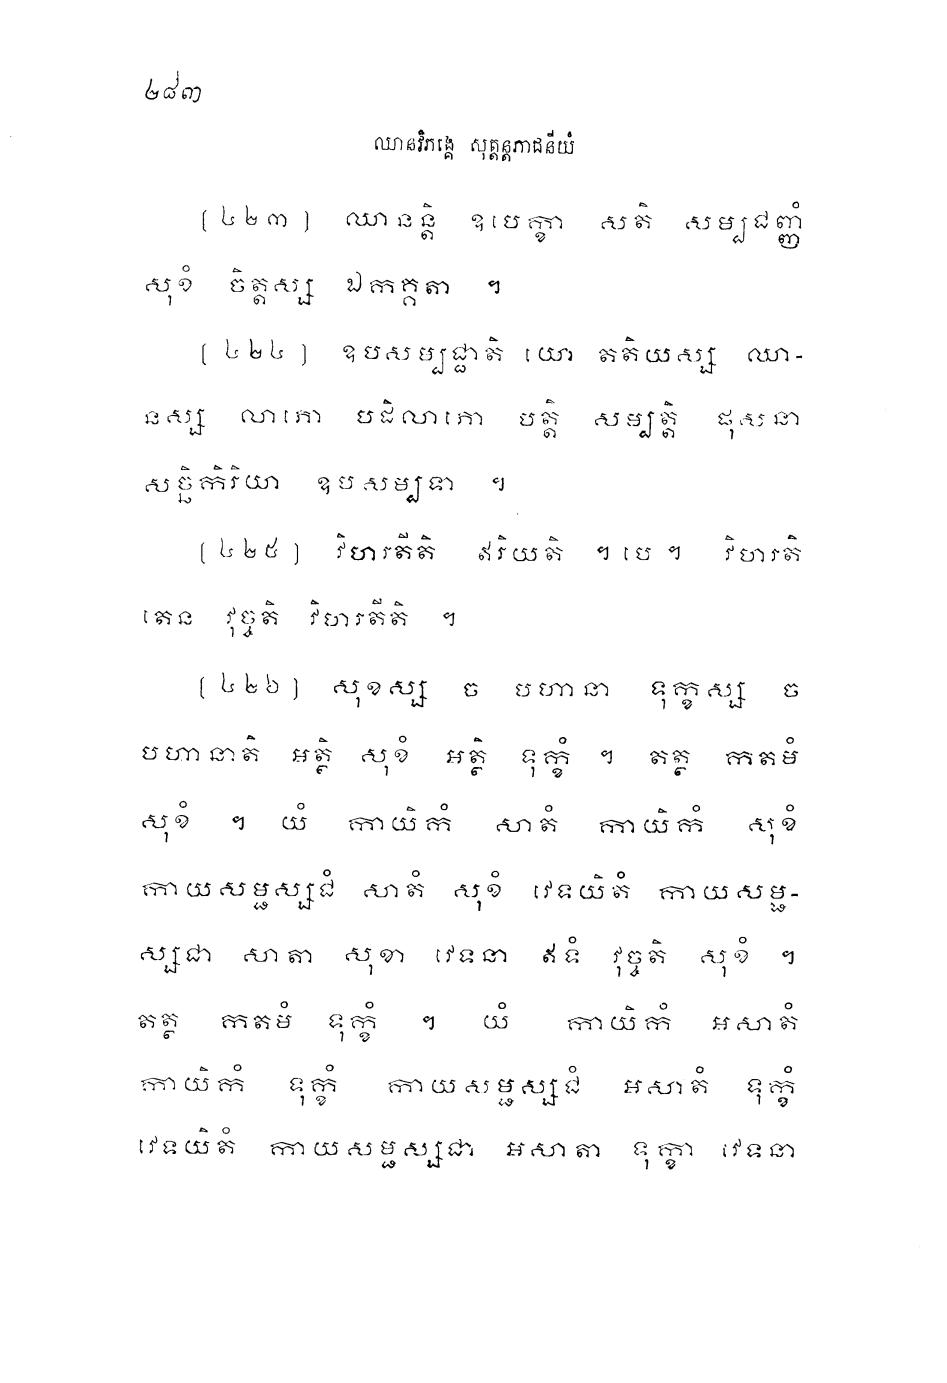 ២៨៣
ឈានវិភង្គេ សុត្តន្តភាជនីយំ
[ ៤២៣ ] ឈានន្តិ ឧបេក្ខា សតិ សម្បជញ្ញំ
សុខំ ចិត្តស្ស ឯកគ្គតា ។
[ ៤២៤ ] ឧបសម្បជ្ជាតិ យោ តតិយស្ស ឈា-
នស្ស លាភោ បដិលាភោ បត្តិ សម្បត្តិ ផុសនា
សច្ឆិកិរិយា ឧបសម្បទា ។
[ ៤២៥ ] វិហរតីតិ ឥរិយតិ ។ បេ ។ វិហរតិ
តេន វុច្ចតិ វិហរតីតិ ។
[ ៤២៦ ] សុខស្ស ច បហានា ទុក្ខស្ស ច
បហានាតិ អត្ថិ សុខំ អត្ថិ ទុក្ខំ ។ តត្ថ កតមំ
សុខំ ។ យំ កាយិកំ សាតំ កាយិកំ សុខំ
កាយសម្ផស្សជំ សាតំ សុខំ វេទយិតំ កាយសម្ផ-
ស្សជា សាតា សុខា វេទនា ឥទំ វុច្ចតិ សុខំ ។
តត្ថ កតមំ ទុក្ខំ ។ យំ កាយិកំ អសាតំ
កាយិកំ ទុក្ខំ កាយសម្ផស្សជំ អសាតំ ទុក្ខំ
វេទយិតំ កាយសម្ផស្សជា អសាតា ទុក្ខា វេទនា